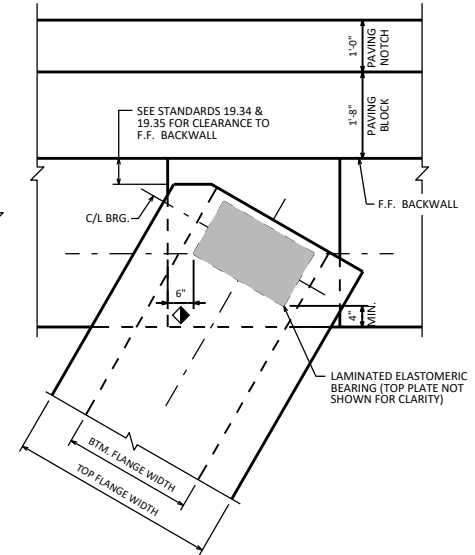 1'-0"
PAVING
NOTCH
1'-8"
PAVING
BLOCK
SEE STANDARDS 19.34 &
19.35 FOR CLEARANCE TO
F.F. BACKWALL
C/L BRG.
F.F. BACKWALL
6"
4"
MIN.
LAMINATED ELASTOMERIC
BEARING (TOP PLATE NOT
SHOWN FOR CLARITY)
BTM. FLANGE WIDTH
TOP FLANGE WIDTH